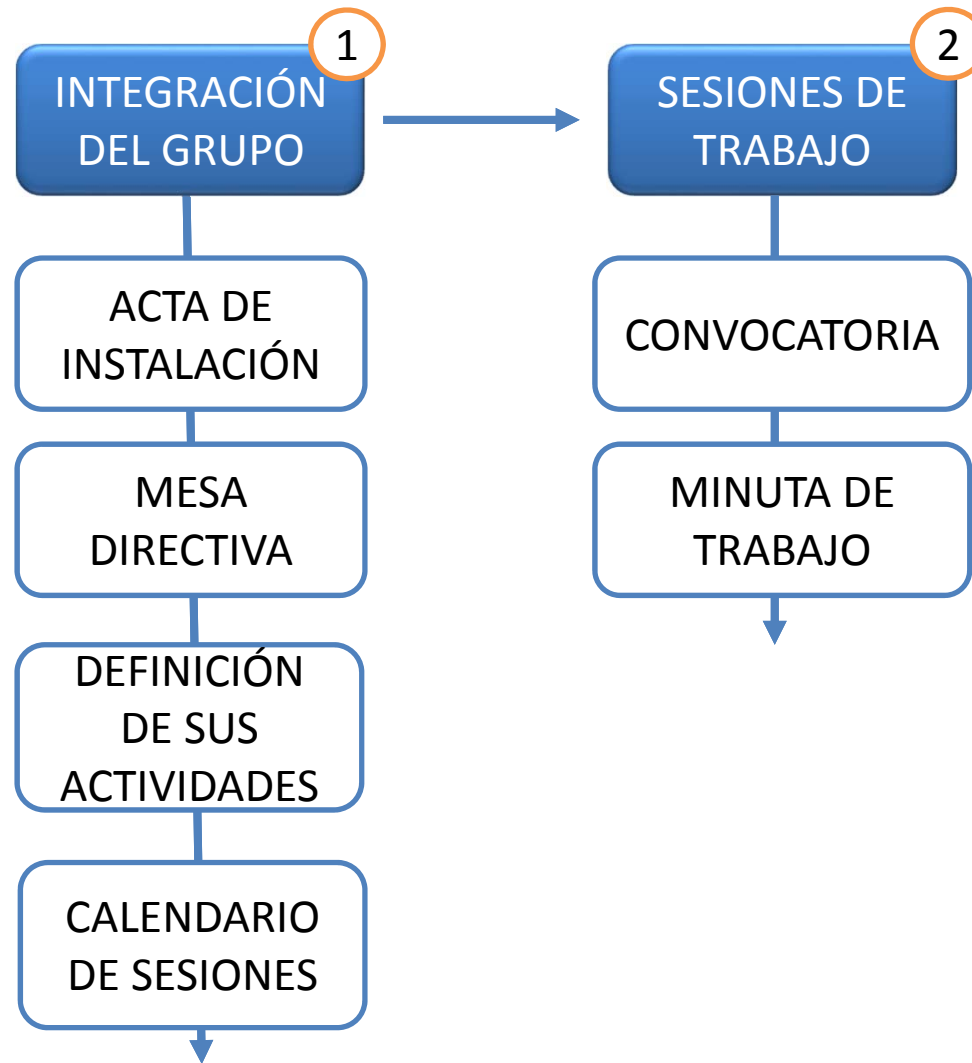 1
INTEGRACIÓN
DEL GRUPO
ACTA DE
INSTALACIÓN
MESA
DIRECTIVA
DEFINICIÓN
DE SUS
ACTIVIDADES
CALENDARIO
DE SESIONES
2
SESIONES DE
TRABAJO
CONVOCATORIA
MINUTA DE
TRABAJO